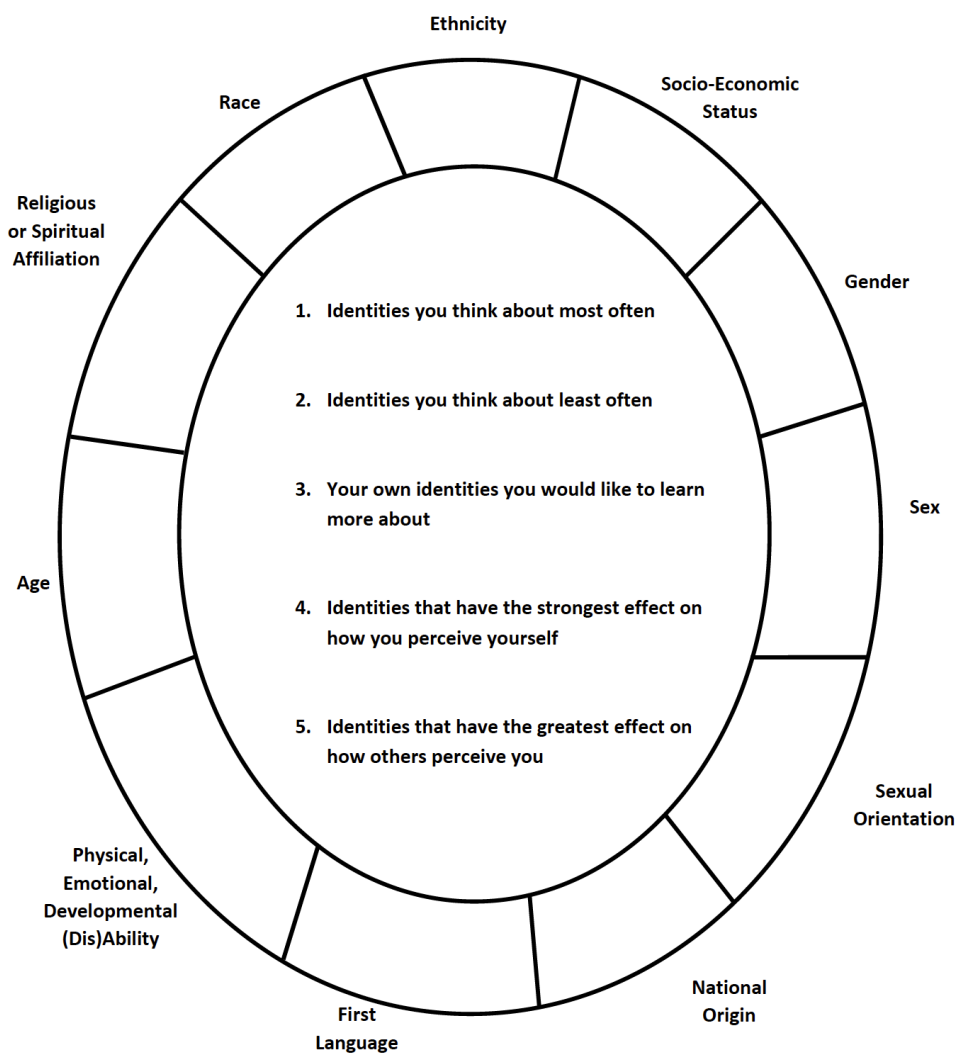 Ethnicity
Socio-Economic
Status
Race
Religious
or Spiritual
Affiliation
Gender
1. Identities you think about most often
2. Identities you think about least often
3. Your own identities you would like to learn
more about
Sex
Age
4. Identities that have the strongest effect on
how you perceive yourself
5. Identities that have the greatest effect on
how others perceive you
Sexual
Orientation
Physical,
Emotional,
Developmental
(Dis)Ability
National
Origin
First
Language